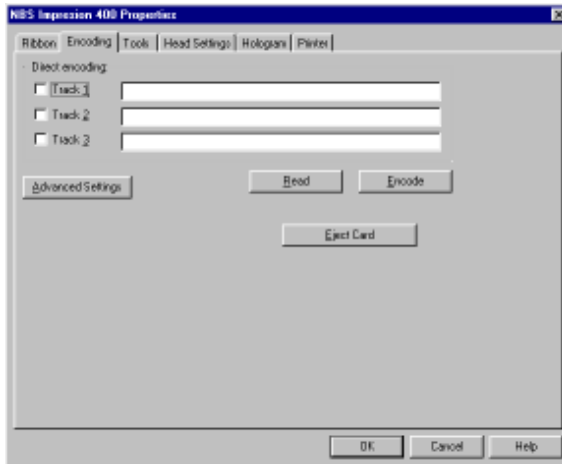 NBS Impresion 400 Properties
Ribbon Encoding Tools Head Settings Hologram Printer
Direct encoding:
Track 1
Track 2
Track 3
Advanced Settings Read Encode
Eject Card
OK Cancel Help